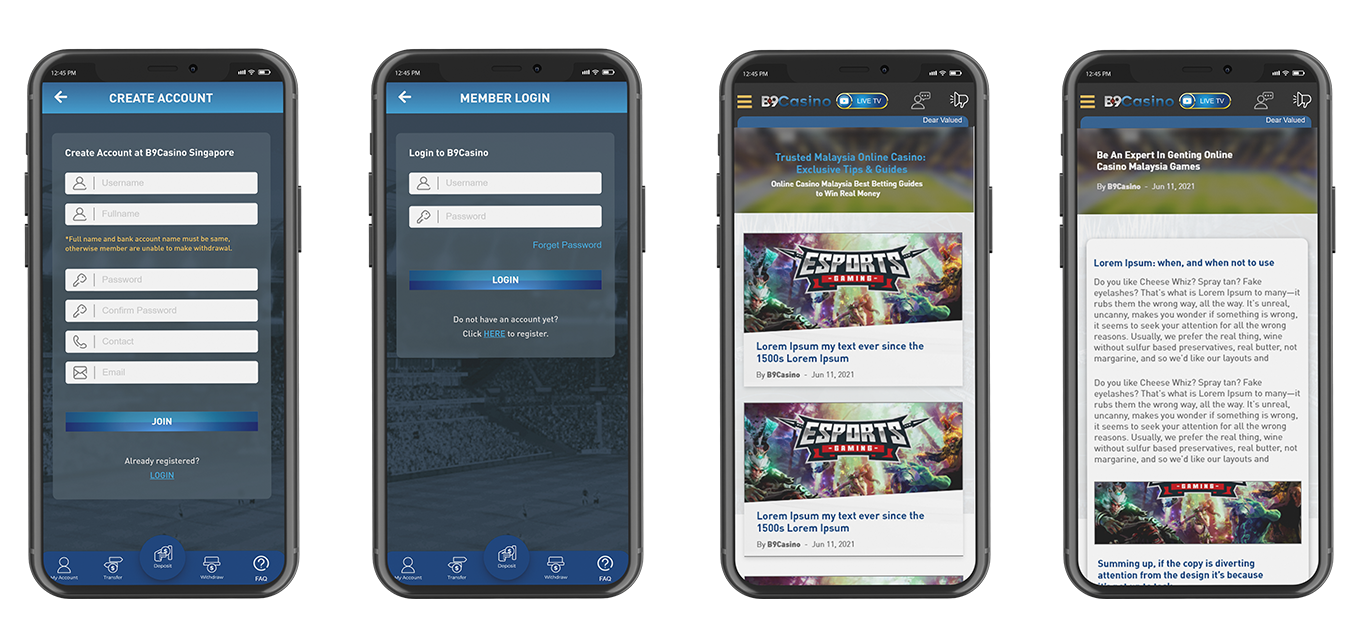 12:45 PM
CREATE ACCOUNT
Create Account at B9Casino Singapore
Username
Fullname
*Full name and bank account name must be same,
otherwise member are unable to make withdrawal.
Password
Confirm Password
Contact
Email
JOIN
Already registered?
LOGIN
My Account
Transfer
Deposit
Withdraw
FAQ
12:45 PM
MEMBER LOGIN
Login to B9Casino
Username
Password
Forget Password
LOGIN
Do not have an account yet?
Click HERE to register.
My Account
Transfer
Deposit
Withdraw
FAQ
12:45 PM
B9Casino LIVE TV
Dear Valued
Trusted Malaysia Online Casino:
Exclusive Tips & Guides
Online Casino Malaysia Best Betting Guides
to Win Real Money
ESPORTS
GAMING
Lorem Ipsum my text ever since the
1500s Lorem Ipsum
By B9Casino - Jun 11, 2021
ESPORTS
GAMING
Lorem Ipsum my text ever since the
1500s Lorem Ipsum
By B9Casino - Jun 11, 2021
12:45 PM
B9Casino LIVE TV
Dear Valued
Be An Expert In Genting Online
Casino Malaysia Games
By B9Casino - Jun 11, 2021
Lorem Ipsum: when, and when not to use
Do you like Cheese Whiz? Spray tan? Fake
eyelashes? That's what is Lorem Ipsum to many—it
rubs them the wrong way, all the way. It's unreal,
uncanny, makes you wonder if something is wrong,
it seems to seek your attention for all the wrong
reasons. Usually, we prefer the real thing, wine
without sulfur based preservatives, real butter, not
margarine, and so we'd like our layouts and
Do you like Cheese Whiz? Spray tan? Fake
eyelashes? That's what is Lorem Ipsum to many—it
rubs them the wrong way, all the way. It's unreal,
uncanny, makes you wonder if something is wrong,
it seems to seek your attention for all the wrong
reasons. Usually, we prefer the real thing, wine
without sulfur based preservatives, real butter, not
margarine, and so we'd like our layouts and
GAMING
Summing up, if the copy is diverting
attention from the design it's because